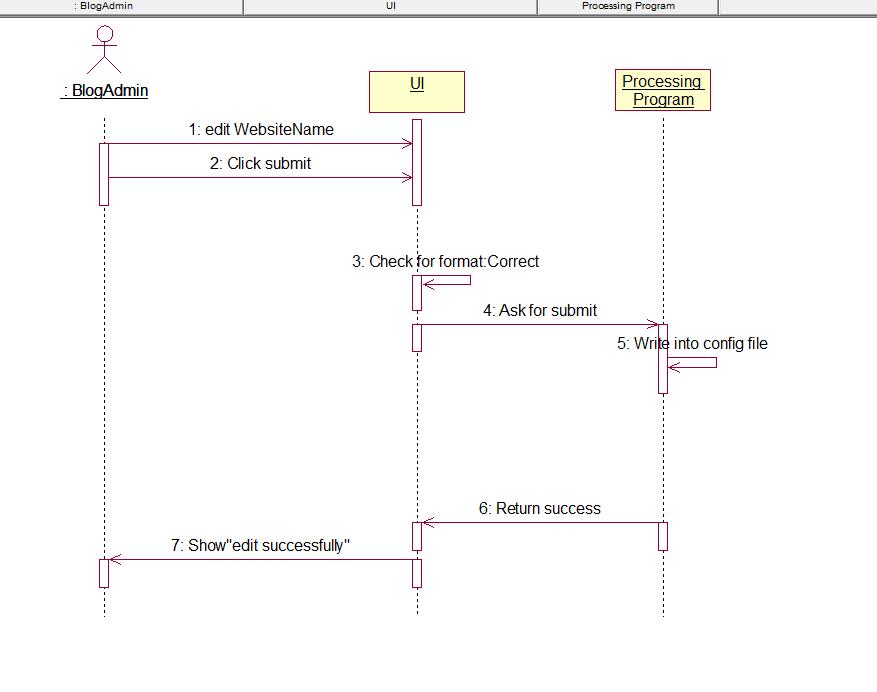 : BlogAdmin UI Processing Program
: BlogAdmin
UI
Processing
Program
1: edit WebsiteName
2: Click submit
3: Check for format:Correct
4: Ask for submit
5: Write into config file
6: Return success
7: Show"edit successfully"